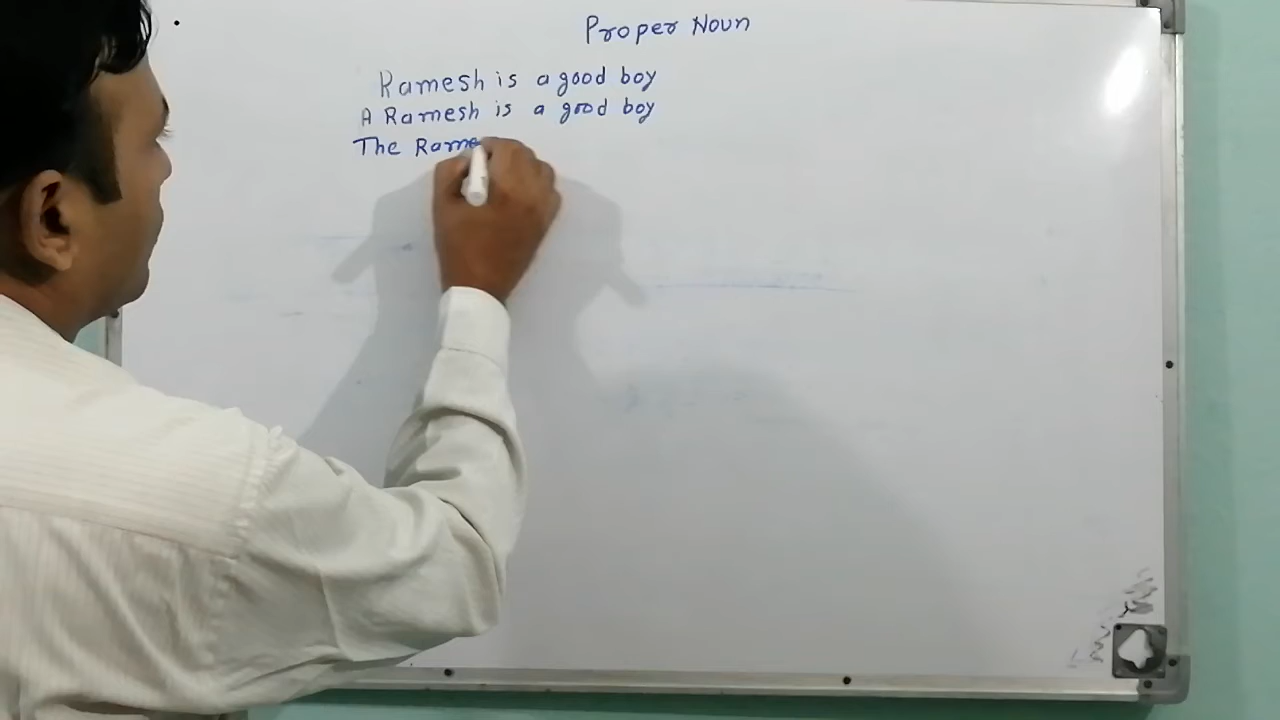 Proper Noun
Ramesh is a good boy
A Ramesh is a good boy
The Rame